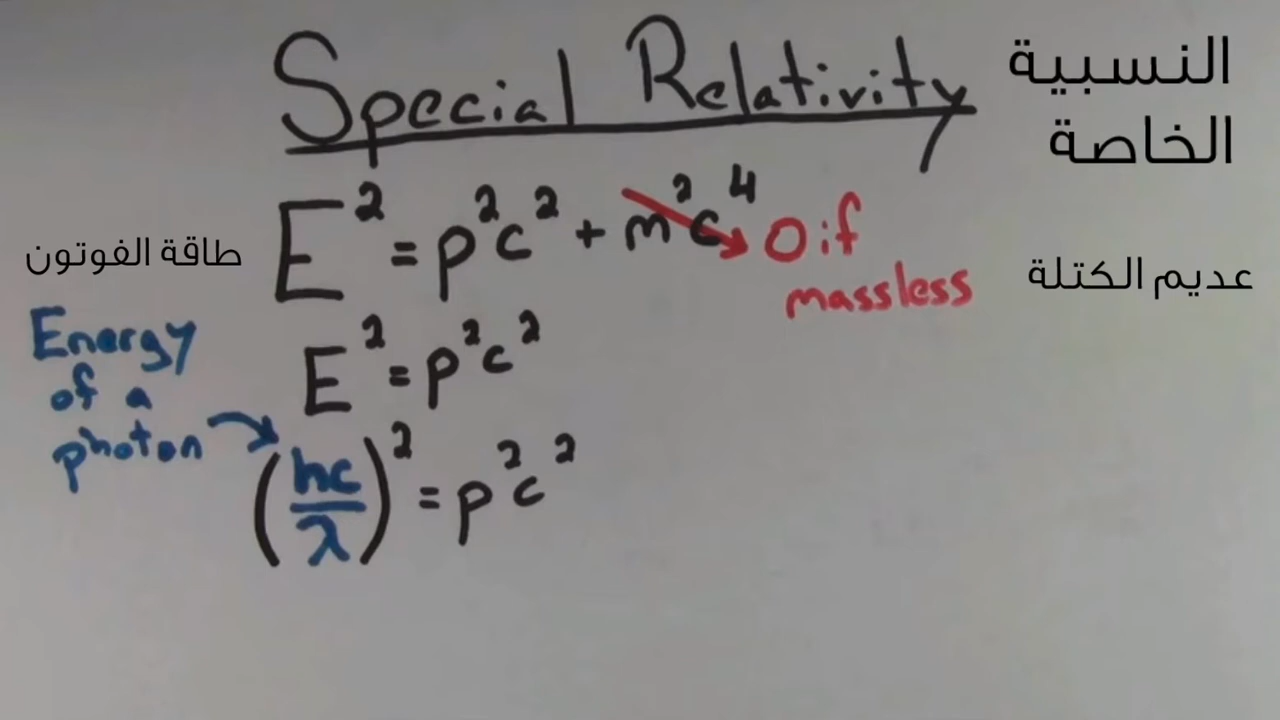 Special Relativity
النسبية
الخاصة
E² = p²c² + m²c⁴ 0 if
massless
طاقة الفوتون
عديم الكتلة
E² = p²c²
Energy
of a
photon
(hc/λ)² = p²c²